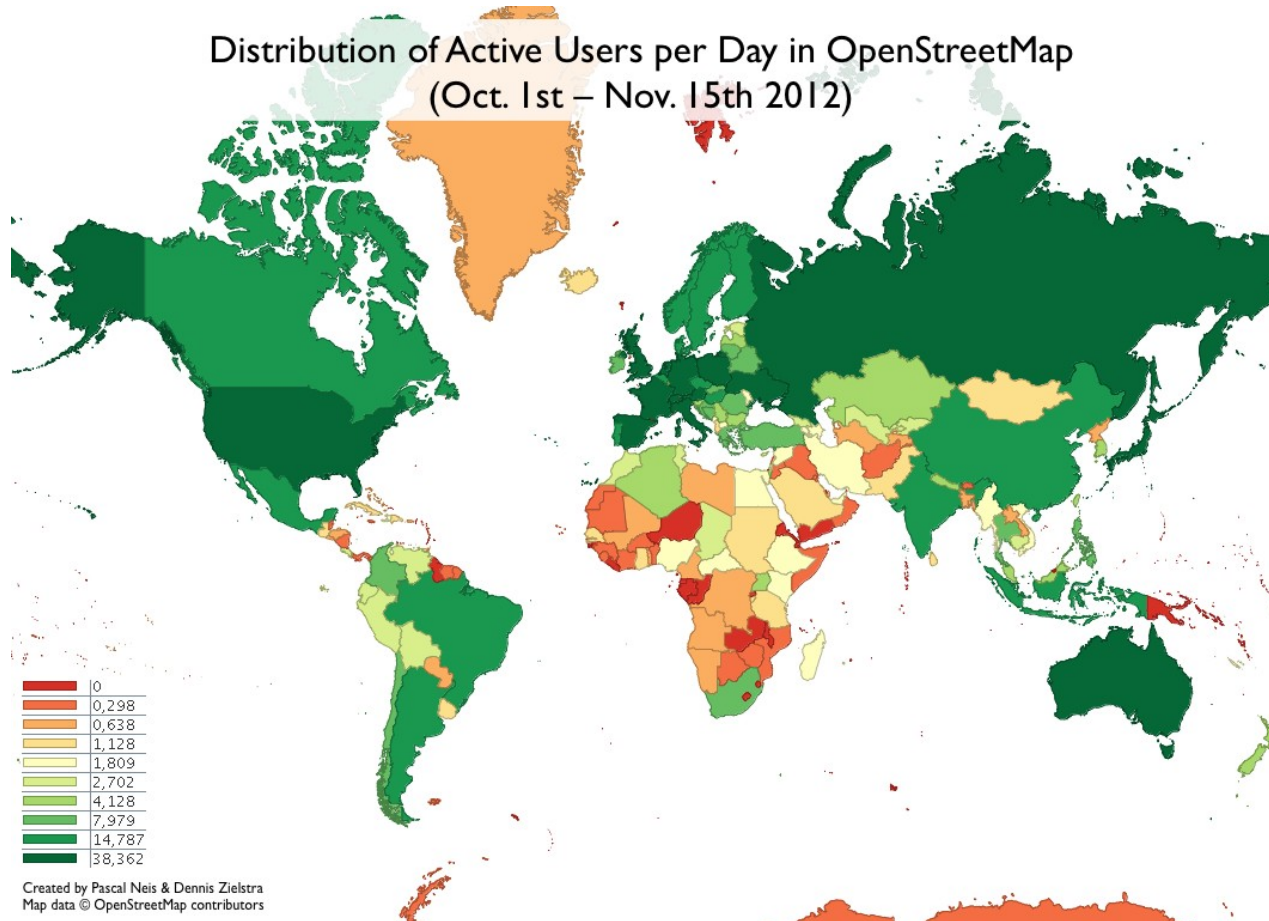 Distribution of Active Users per Day in OpenStreetMap
(Oct. 1st – Nov. 15th 2012)
0
0,298
0,638
1,128
1,809
2,702
4,128
7,979
14,787
38,362
Created by Pascal Neis & Dennis Zielstra
Map data © OpenStreetMap contributors